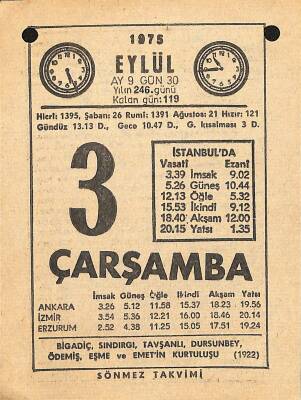 1975
EYLÜL
AY 9 GÜN 30
Yılın 246. günü
Kalan gün: 119
Hicri: 1395, Şaban: 26 Rumi: 1391 Ağustos: 21 Hızır: 121
Gündüz 13.13 D., Gece 10.47 D., G. kısalması 3 D.
3
İSTANBUL'DA
Vasati Ezani
3.39 İmsak 9.02
5.26 Güneş 10.44
12.13 Öğle 5.32
15.53 İkindi 9.12
18.40 Akşam 12.00
20.15 Yatsı 1.35
ÇARŞAMBA
İmsak Güneş Öğle İkindi Akşam Yatsı
ANKARA 3.26 5.12 11.58 15.37 18.23 19.56
İZMİR 3.54 5.36 12.21 16.00 18.46 20.14
ERZURUM 2.52 4.38 11.25 15.05 17.51 19.24
BİGADİÇ, SINDIRGI, TAVŞANLI, DURSUNBEY,
ÖDEMİŞ, EŞME ve EMET'İN KURTULUŞU (1922)
SÖNMEZ TAKVİMİ